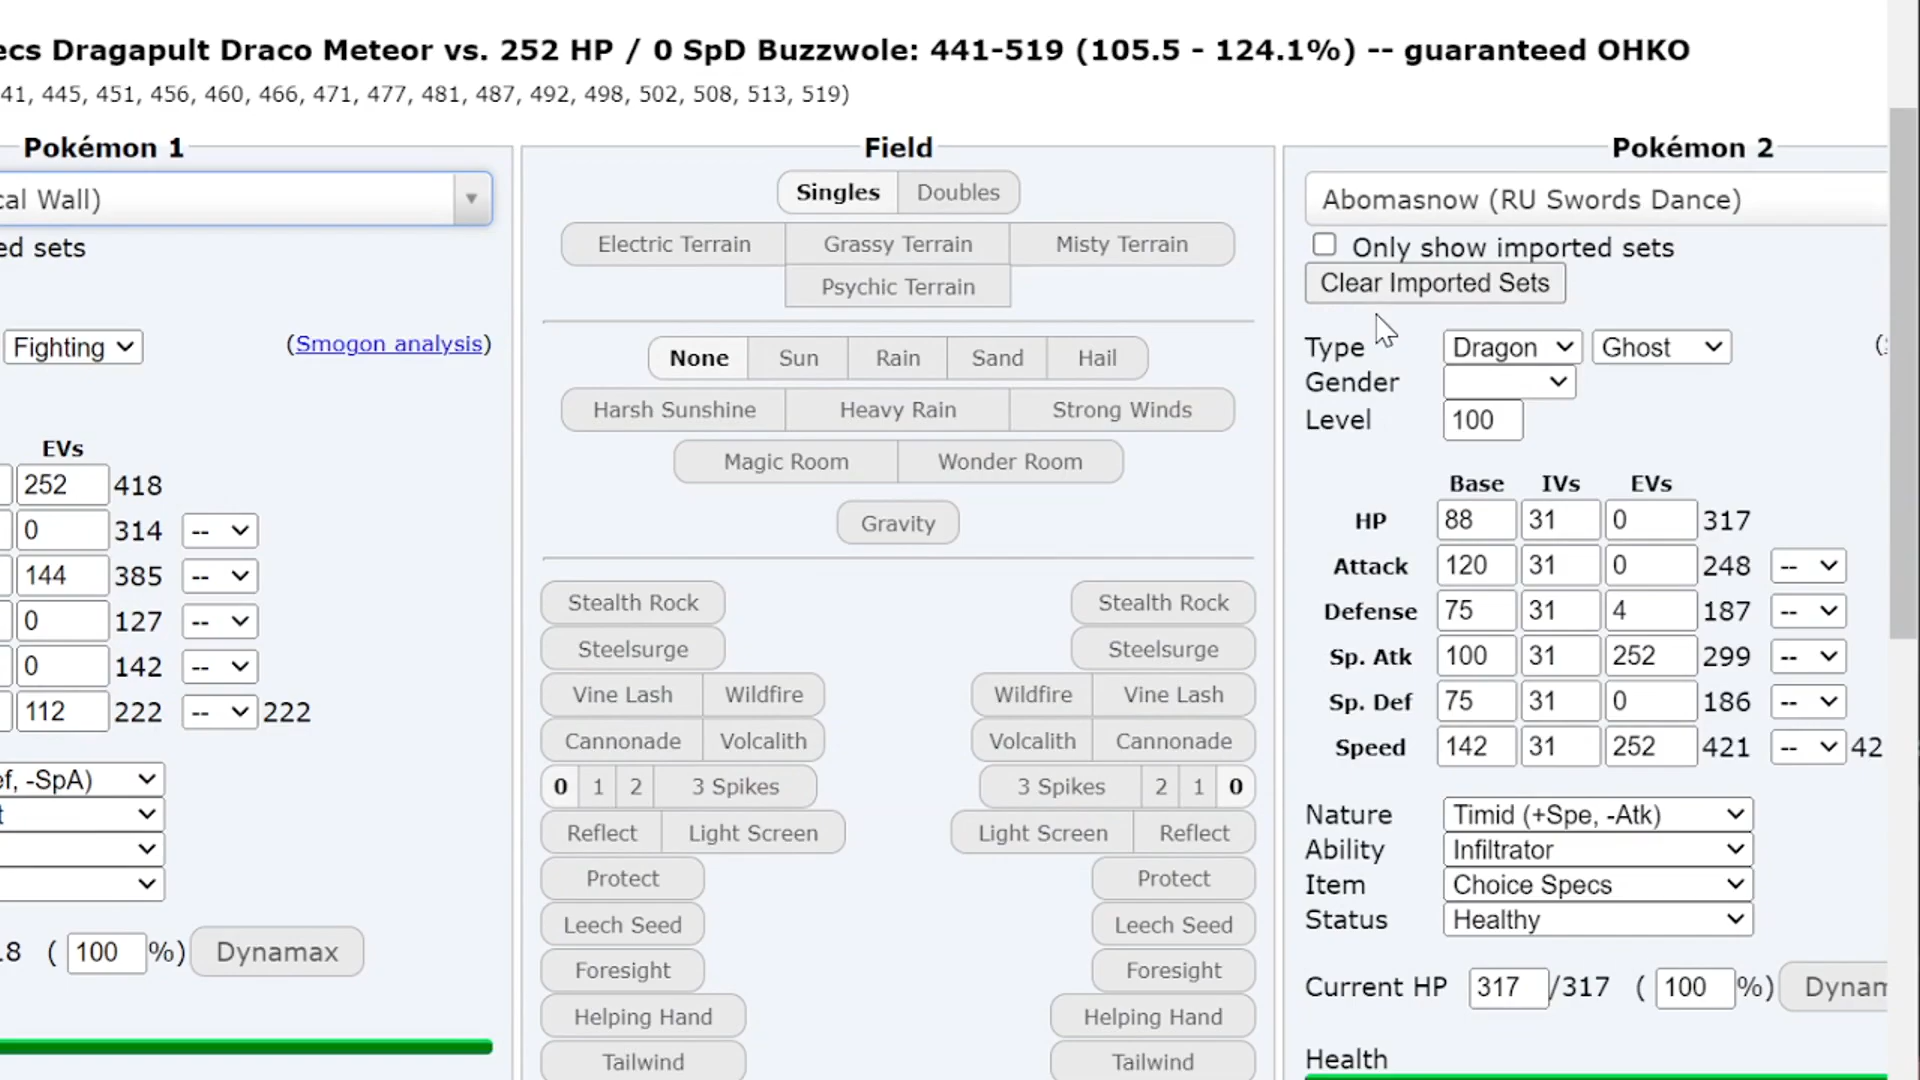 ecs Dragapult Draco Meteor vs. 252 HP / 0 SpD Buzzwole: 441-519 (105.5 - 124.1%) -- guaranteed OHKO
41, 445, 451, 456, 460, 466, 471, 477, 481, 487, 492, 498, 502, 508, 513, 519)
Pokémon 1 Field Pokémon 2
cal Wall) Singles Doubles Abomasnow (RU Swords Dance)
ed sets Electric Terrain Grassy Terrain Misty Terrain Only show imported sets
Psychic Terrain Clear Imported Sets
Fighting (Smogon analysis) None Sun Rain Sand Hail Type Dragon Ghost (
Gender
Harsh Sunshine Heavy Rain Strong Winds Level 100
EVs Magic Room Wonder Room Base IVs EVs
252 418 Gravity HP 88 31 0 317
0 314 -- Attack 120 31 0 248 --
144 385 -- Stealth Rock Stealth Rock Defense 75 31 4 187 --
0 127 -- Steelsurge Steelsurge Sp. Atk 100 31 252 299 --
0 142 -- Vine Lash Wildfire Wildfire Vine Lash Sp. Def 75 31 0 186 --
112 222 -- 222 Cannonade Volcalith Volcalith Cannonade Speed 142 31 252 421 -- 42
ef, -SpA) 0 1 2 3 Spikes 3 Spikes 2 1 0 Nature Timid (+Spe, -Atk)
t Reflect Light Screen Light Screen Reflect Ability Infiltrator
Protect Protect Item Choice Specs
Leech Seed Leech Seed Status Healthy
.8 ( 100 %) Dynamax Foresight Foresight Current HP 317 /317 ( 100 %) Dynam
Helping Hand Helping Hand
Tailwind Tailwind Health